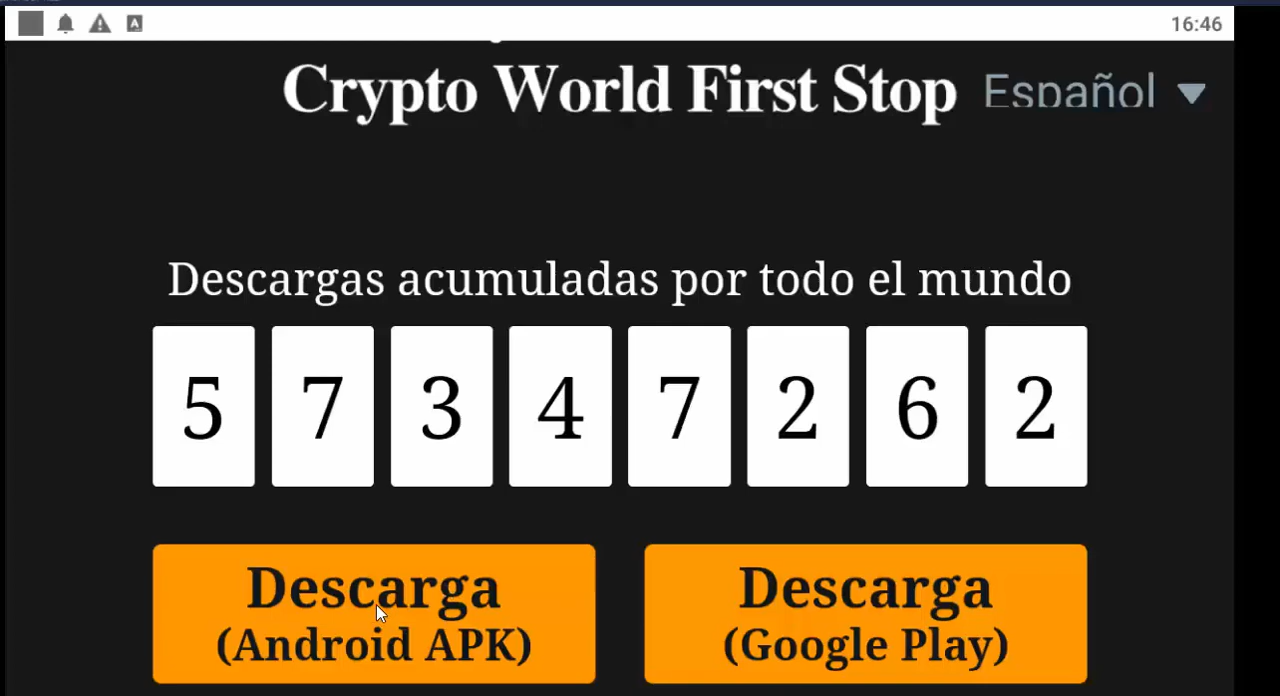 16:46
Crypto World First Stop Español
Descargas acumuladas por todo el mundo
5 7 3 4 7 2 6 2
Descarga Descarga
(Android APK) (Google Play)